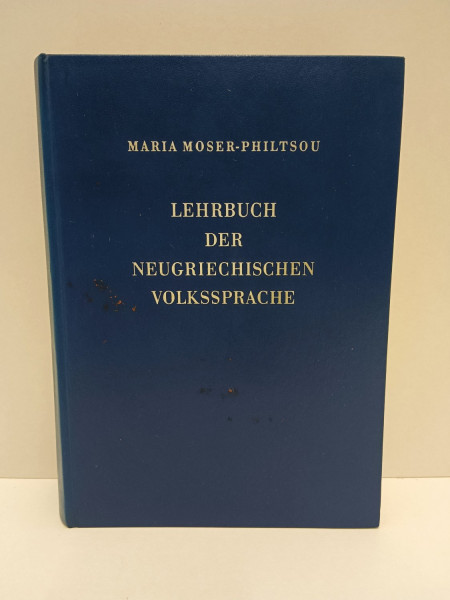 MARIA MOSER-PHILTSOU
LEHRBUCH
DER
NEUGRIECHISCHEN
VOLKSSPRACHE